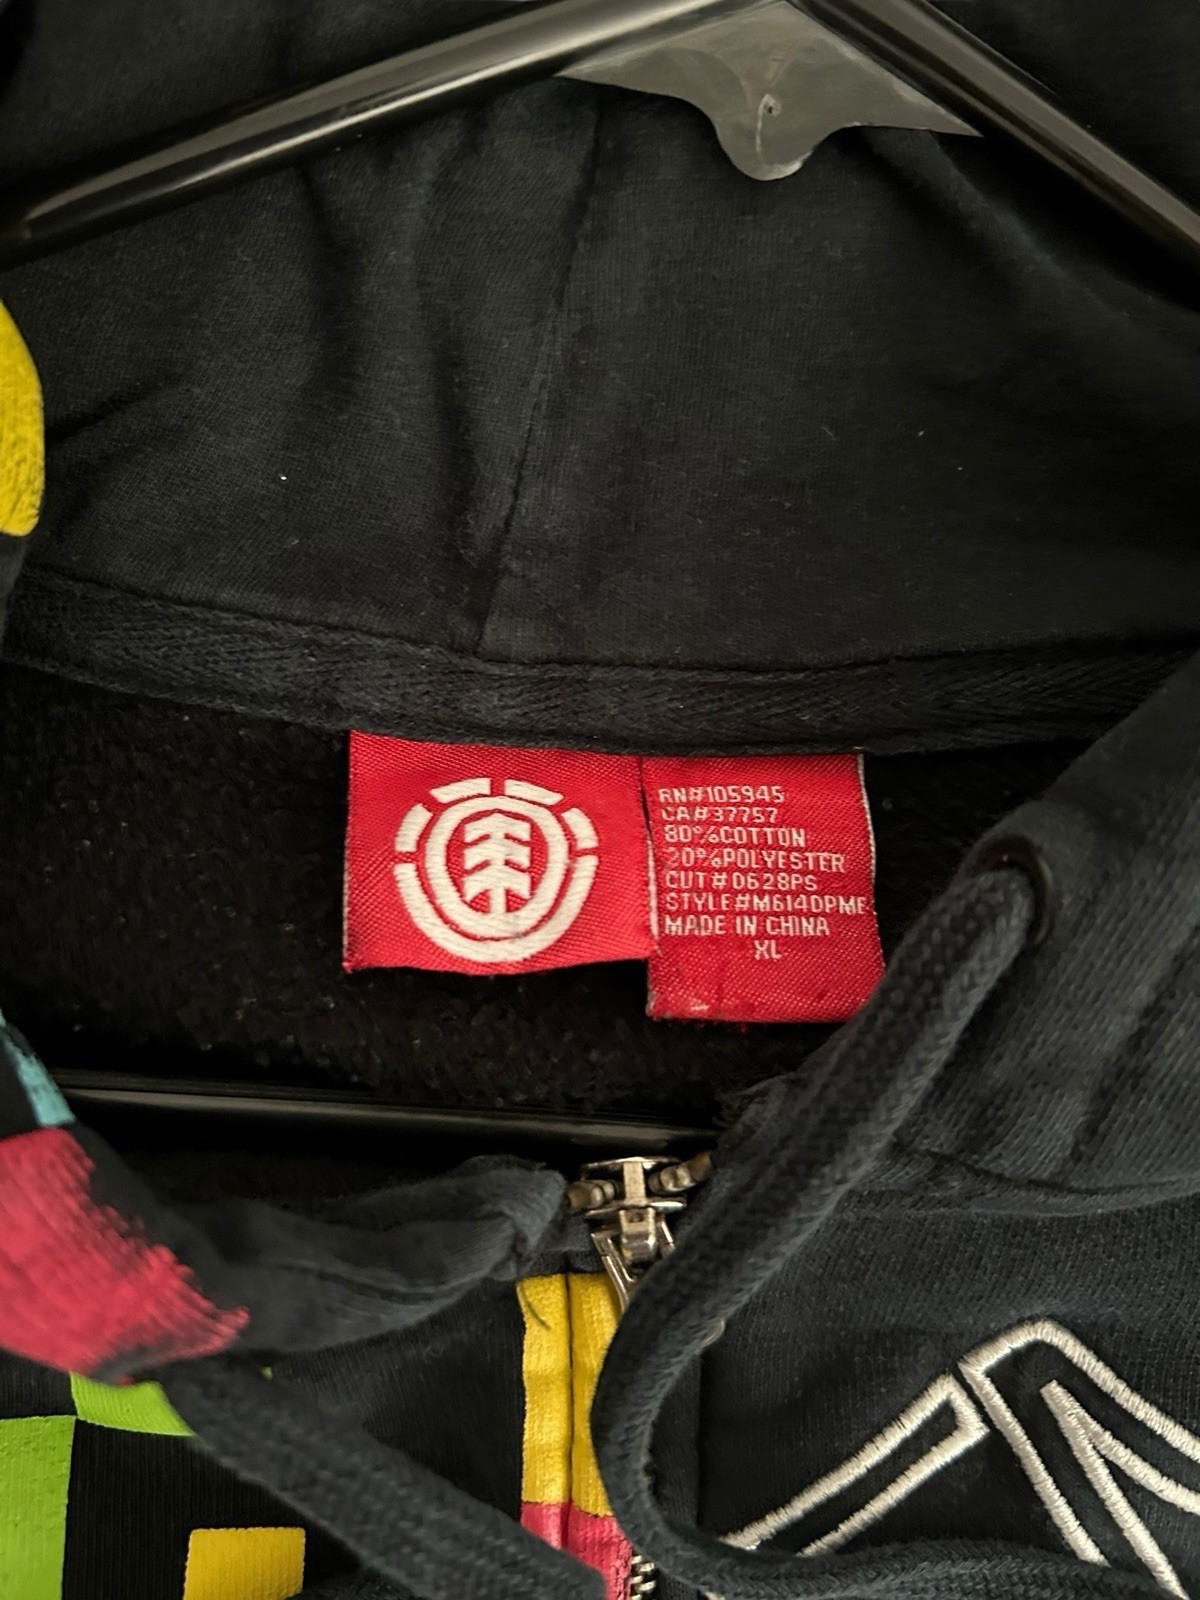 RN#105945
CA#37757
80%COTTON
20%POLYESTER
CUT#0628PS
STYLE#M614DPME
MADE IN CHINA
XL